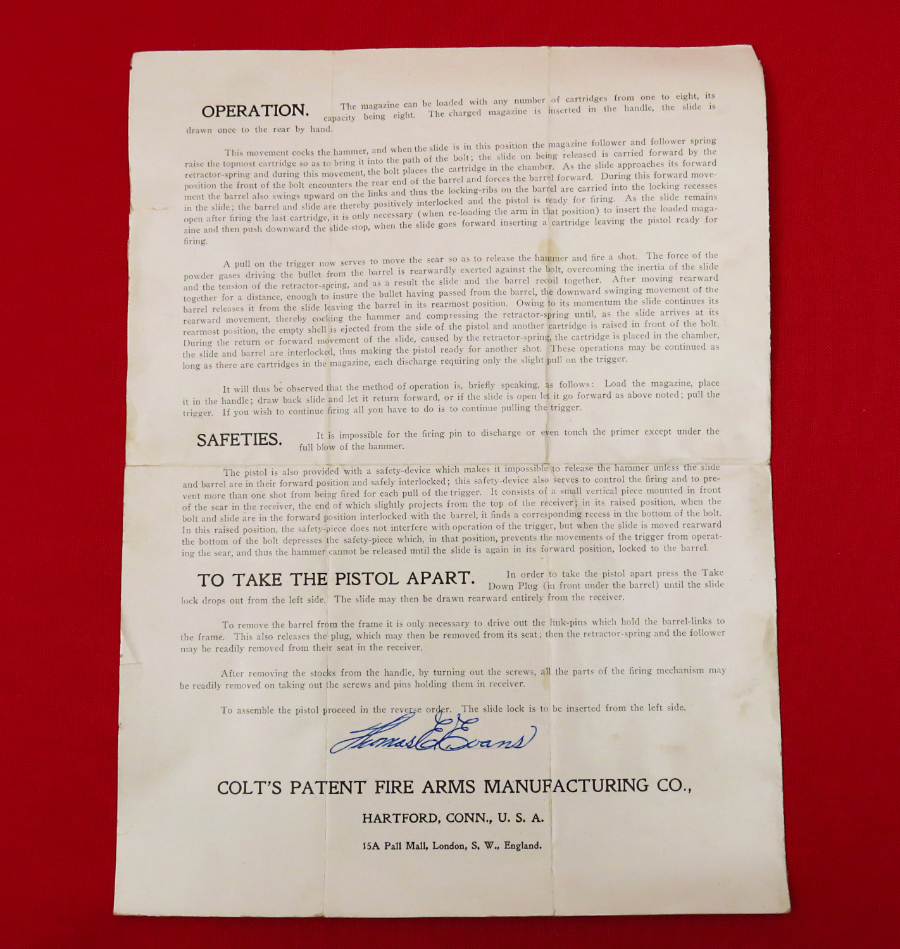 OPERATION. The magazine can be loaded with any number of cartridges from one to eight, its
capacity being eight. The charged magazine is inserted in the handle, the slide is
drawn once to the rear by hand.
This movement cocks the hammer, and when the slide is in this position the magazine follower and follower spring
raise the topmost cartridge so as to bring it into the path of the bolt; the slide on being released is carried forward by the
retractor-spring and during this movement, the bolt places the cartridge in the chamber. As the slide approaches its forward
position the front of the bolt encounters the rear end of the barrel and forces the barrel forward. During this forward move-
ment the barrel also swings upward on the links and thus the locking-ribs on the barrel are carried into the locking recesses
in the slide; the barrel and slide are thereby positively interlocked and the pistol is ready for firing. As the slide remains
open after firing the last cartridge, it is only necessary (when re-loading the arm in that position) to insert the loaded maga-
zine and then push downward the slide-stop, when the slide goes forward inserting a cartridge leaving the pistol ready for
firing.
A pull on the trigger now serves to move the sear so as to release the hammer and fire a shot. The force of the
powder gases driving the bullet from the barrel is rearwardly exerted against the bolt, overcoming the inertia of the slide
and the tension of the retractor-spring, and as a result the slide and the barrel recoil together. After moving rearward
together for a distance, enough to insure the bullet having passed from the barrel, the downward swinging movement of the
barrel releases it from the slide leaving the barrel in its rearmost position. Owing to its momentum the slide continues its
rearward movement, thereby cocking the hammer and compressing the retractor-spring until, as the slide arrives at its
rearmost position, the empty shell is ejected from the side of the pistol and another cartridge is raised in front of the bolt.
During the return or forward movement of the slide, caused by the retractor-spring, the cartridge is placed in the chamber,
the slide and barrel are interlocked, thus making the pistol ready for another shot. These operations may be continued as
long as there are cartridges in the magazine, each discharge requiring only the slight pull on the trigger.
It will thus be observed that the method of operation is, briefly speaking, as follows: Load the magazine, place
it in the handle; draw back slide and let it return forward, or if the slide is open let it go forward as above noted; pull the
trigger. If you wish to continue firing all you have to do is to continue pulling the trigger.
SAFETIES. It is impossible for the firing pin to discharge or even touch the primer except under the
full blow of the hammer.
The pistol is also provided with a safety-device which makes it impossible to release the hammer unless the slide
and barrel are in their forward position and safely interlocked; this safety-device also serves to control the firing and to pre-
vent more than one shot from being fired for each pull of the trigger. It consists of a small vertical piece mounted in front
of the sear in the receiver, the end of which slightly projects from the top of the receiver; in its raised position, when the
bolt and slide are in the forward position interlocked with the barrel, it finds a corresponding recess in the bottom of the bolt.
In this raised position, the safety-piece does not interfere with operation of the trigger, but when the slide is moved rearward
the bottom of the bolt depresses the safety-piece which, in that position, prevents the movements of the trigger from operat-
ing the sear, and thus the hammer cannot be released until the slide is again in its forward position, locked to the barrel.
TO TAKE THE PISTOL APART. In order to take the pistol apart press the Take
Down Plug (in front under the barrel) until the slide
lock drops out from the left side. The slide may then be drawn rearward entirely from the receiver.
To remove the barrel from the frame it is only necessary to drive out the link-pins which hold the barrel-links to
the frame. This also releases the plug, which may then be removed from its seat; then the retractor-spring and the follower
may be readily removed from their seat in the receiver.
After removing the stocks from the handle, by turning out the screws, all the parts of the firing mechanism may
be readily removed on taking out the screws and pins holding them in receiver.
To assemble the pistol proceed in the reverse order. The slide lock is to be inserted from the left side.
Thomas E Evans
COLT'S PATENT FIRE ARMS MANUFACTURING CO.,
HARTFORD, CONN., U. S. A.
15A Pall Mall, London, S. W., England.